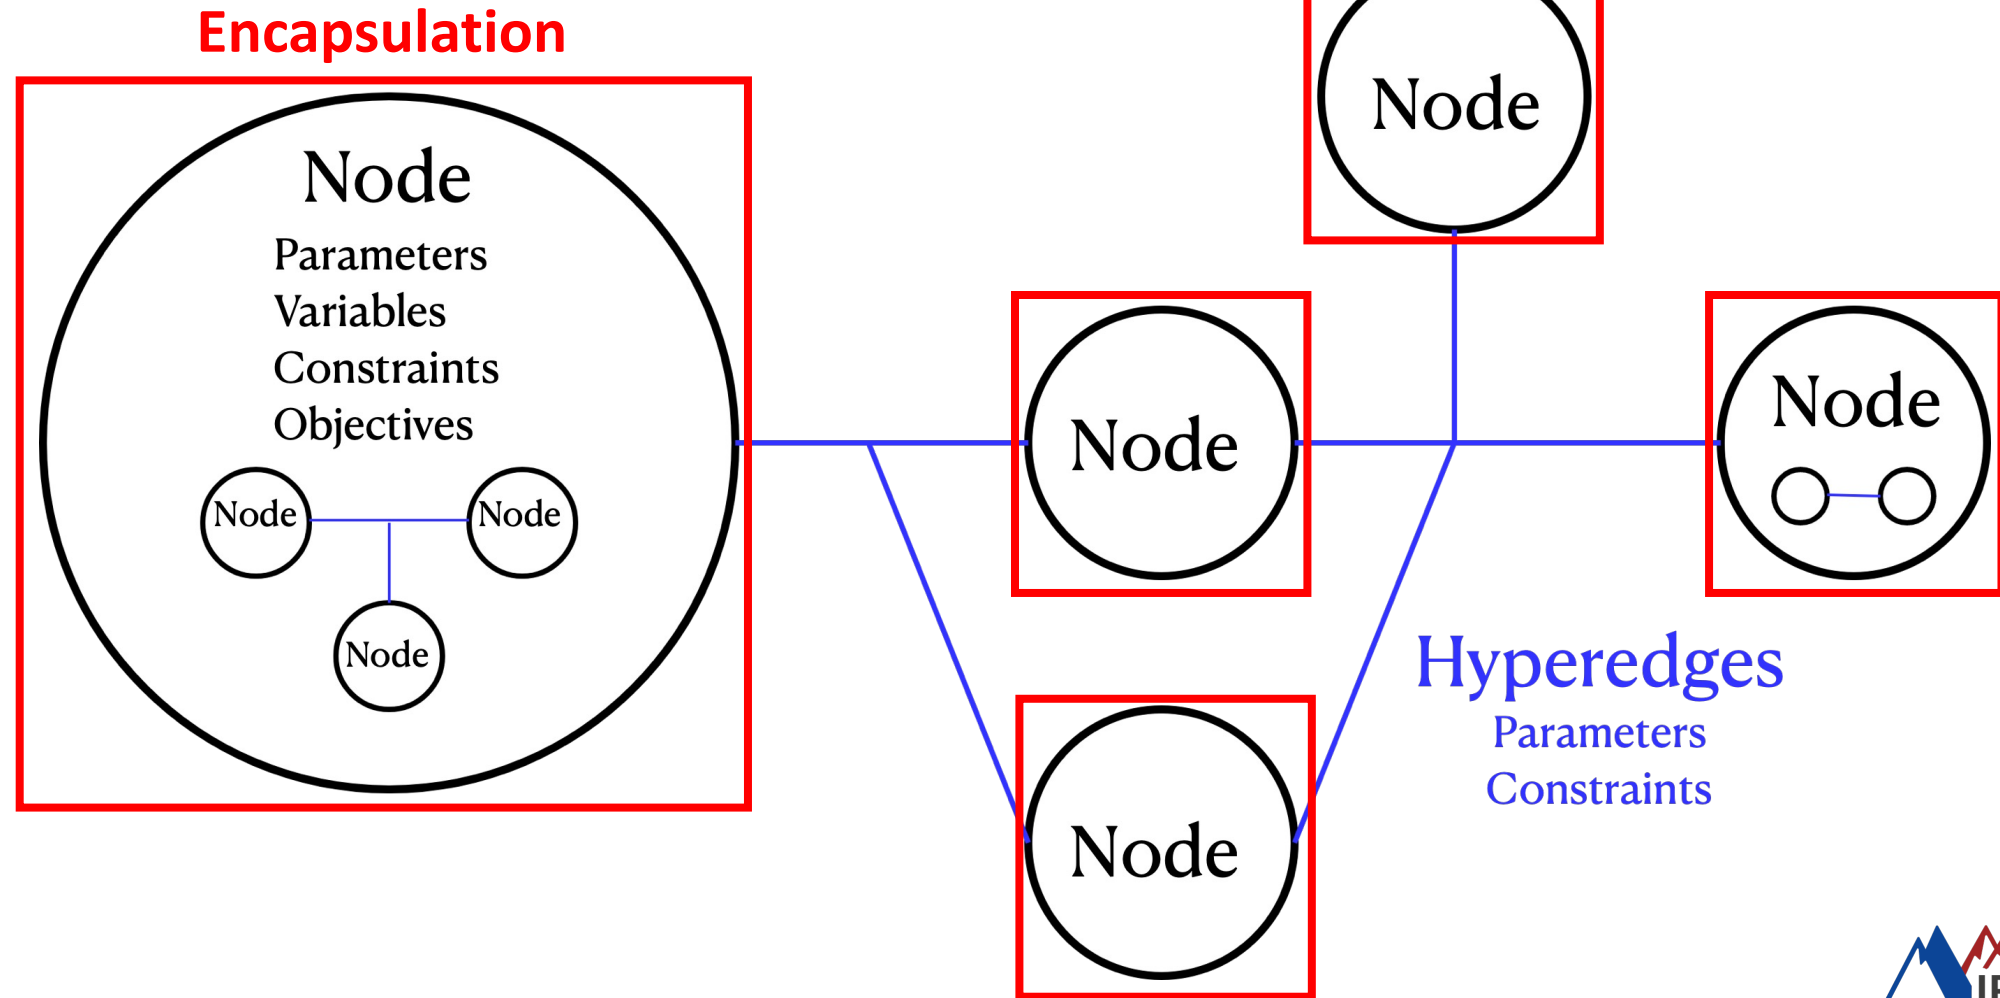 Encapsulation
Node
Parameters
Variables
Constraints
Objectives
Node
Node
Node
Node
Node
Node
Node
Hyperedges
Parameters
Constraints